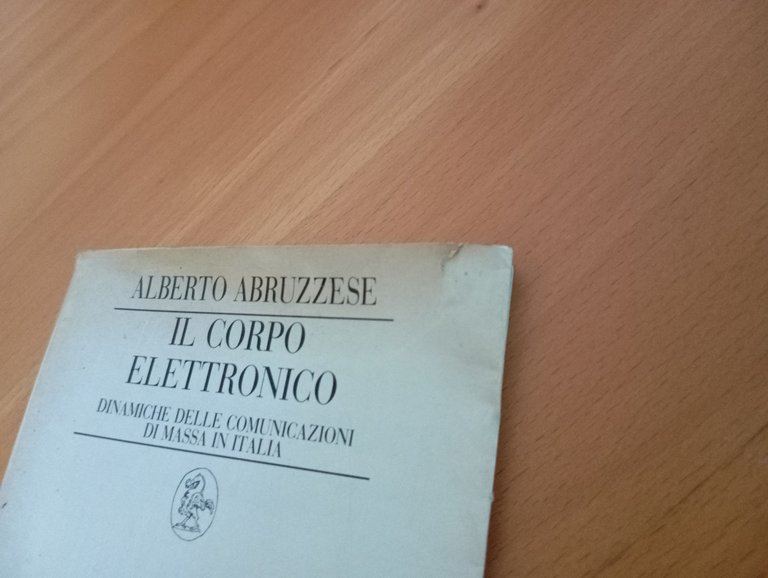 ALBERTO ABRUZZESE
IL CORPO
ELETTRONICO
DINAMICHE DELLE COMUNICAZIONI
DI MASSA IN ITALIA